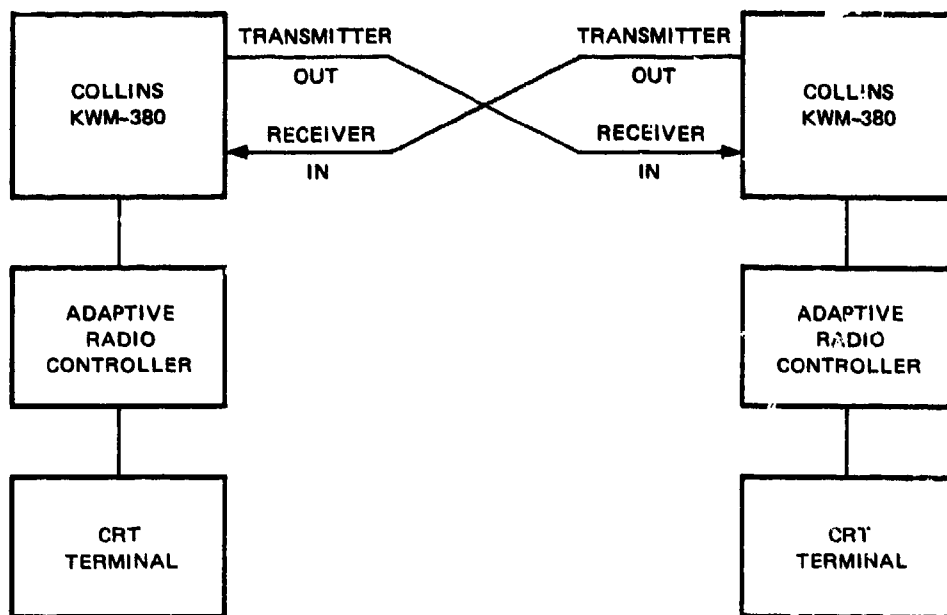 COLLINS
KWM-380
TRANSMITTER
OUT
RECEIVER
IN
TRANSMITTER
OUT
RECEIVER
IN
COLLINS
KWM-380
ADAPTIVE
RADIO
CONTROLLER
ADAPTIVE
RADIO
CONTROLLER
CRT
TERMINAL
CRT
TERMINAL